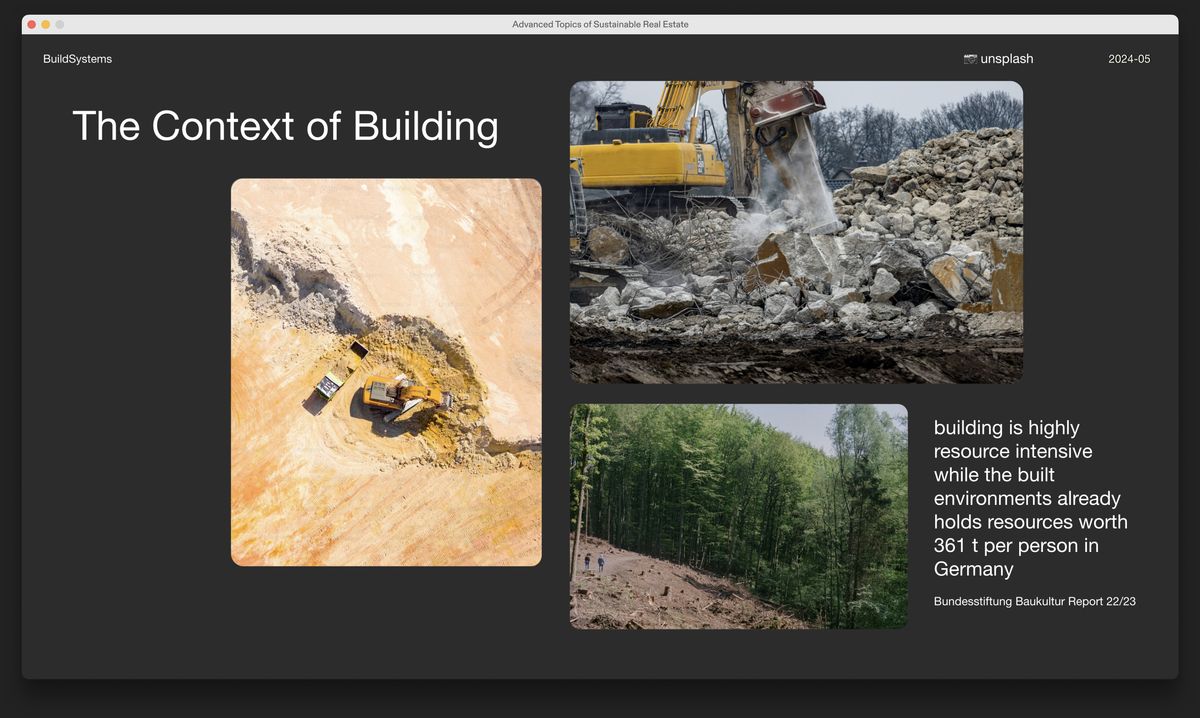 Advanced Topics of Sustainable Real Estate
BuildSystems
unsplash
2024-05
The Context of Building
building is highly
resource intensive
while the built
environments already
holds resources worth
361 t per person in
Germany
Bundesstiftung Baukultur Report 22/23